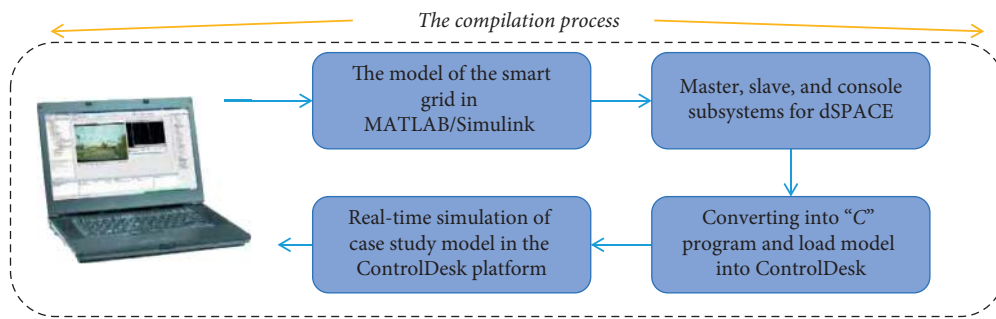 The compilation process
The model of the smart
grid in
MATLAB/Simulink
Master, slave, and console
subsystems for dSPACE
Converting into “C”
program and load model
into ControlDesk
Real-time simulation of
case study model in the
ControlDesk platform